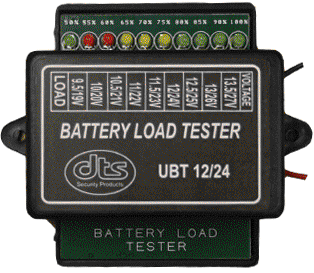 50% 55% 60% 65% 70% 75% 80% 85% 90% 100%
LOAD 9.5/19V 10/20V 10.5/21V 11/22V 11.5/23V 12/24V 12.5/25V 13/26V 13.5/27V VOLTAGE
BATTERY LOAD TESTER
dts
Security Products
UBT 12/24
BATTERY LOAD
TESTER